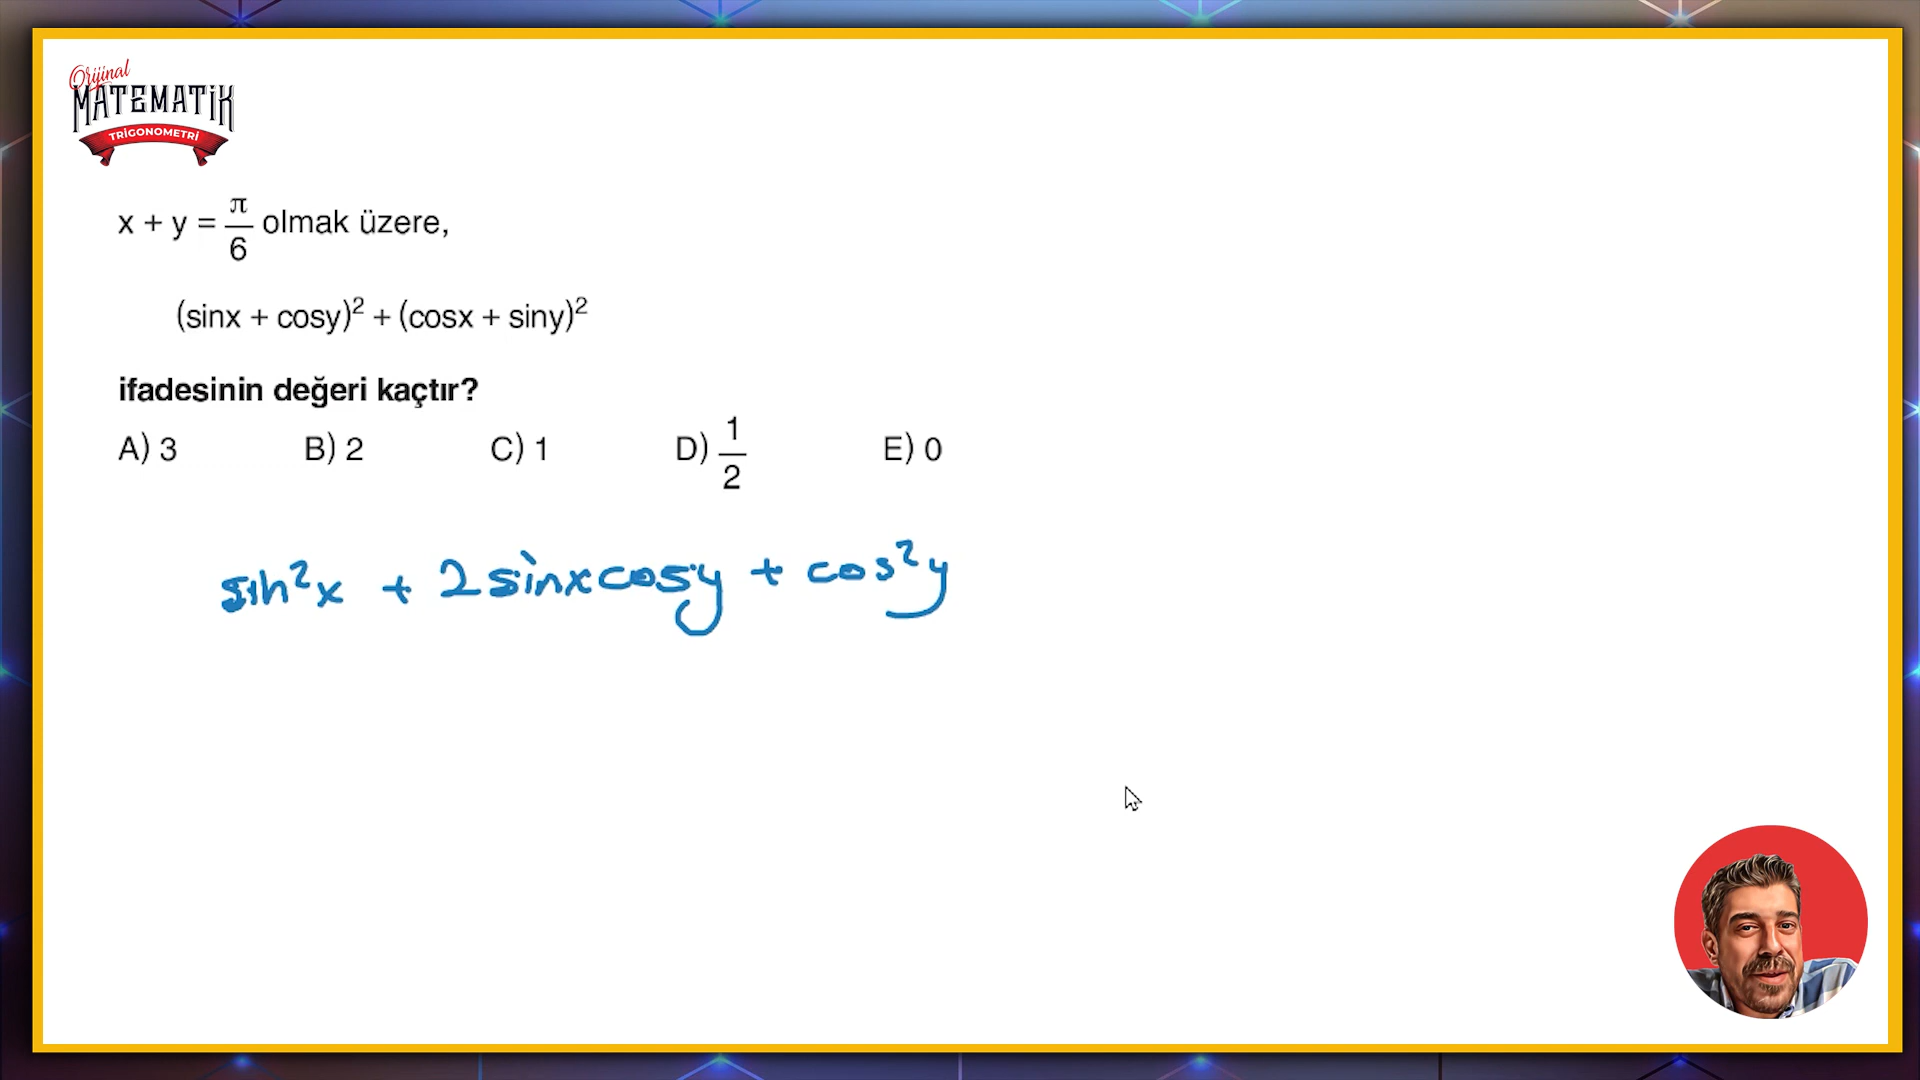 Orijinal
MATEMATİK
TRİGONOMETRİ
x + y = π/6 olmak üzere,
(sinx + cosy)² + (cosx + siny)²
ifadesinin değeri kaçtır?
A) 3 B) 2 C) 1 D) 1/2 E) 0
sin²x + 2sinxcosy + cos²y